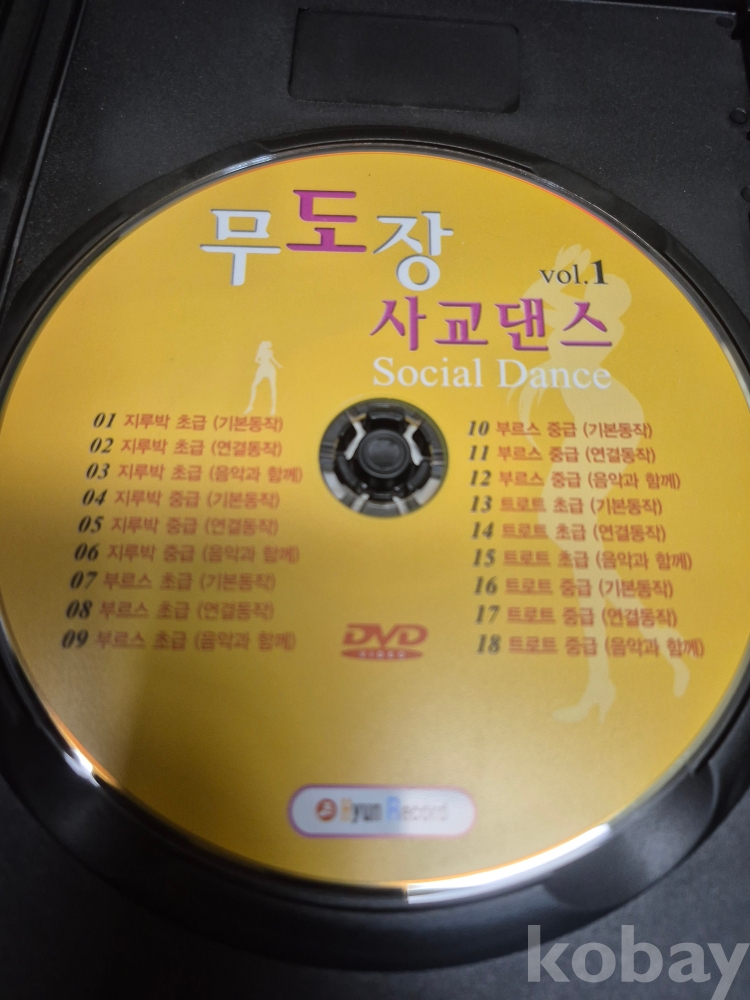 무도장
vol.1
사교댄스
Social Dance
01 지루박 초급 (기본동작)
02 지루박 초급 (연결동작)
03 지루박 초급 (음악과 함께)
04 지루박 중급 (기본동작)
05 지루박 중급 (연결동작)
06 지루박 중급 (음악과 함께)
07 부르스 초급 (기본동작)
08 부르스 초급 (연결동작)
09 부르스 초급 (음악과 함께)
10 부르스 중급 (기본동작)
11 부르스 중급 (연결동작)
12 부르스 중급 (음악과 함께)
13 트로트 초급 (기본동작)
14 트로트 초급 (연결동작)
15 트로트 초급 (음악과 함께)
16 트로트 중급 (기본동작)
17 트로트 중급 (연결동작)
18 트로트 중급 (음악과 함께)
DVD
VIDEO
Hyun Record
kobay